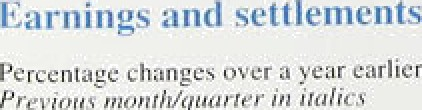 Earnings and settlements
Percentage changes over a year earlier
Previous month/quarter in italics